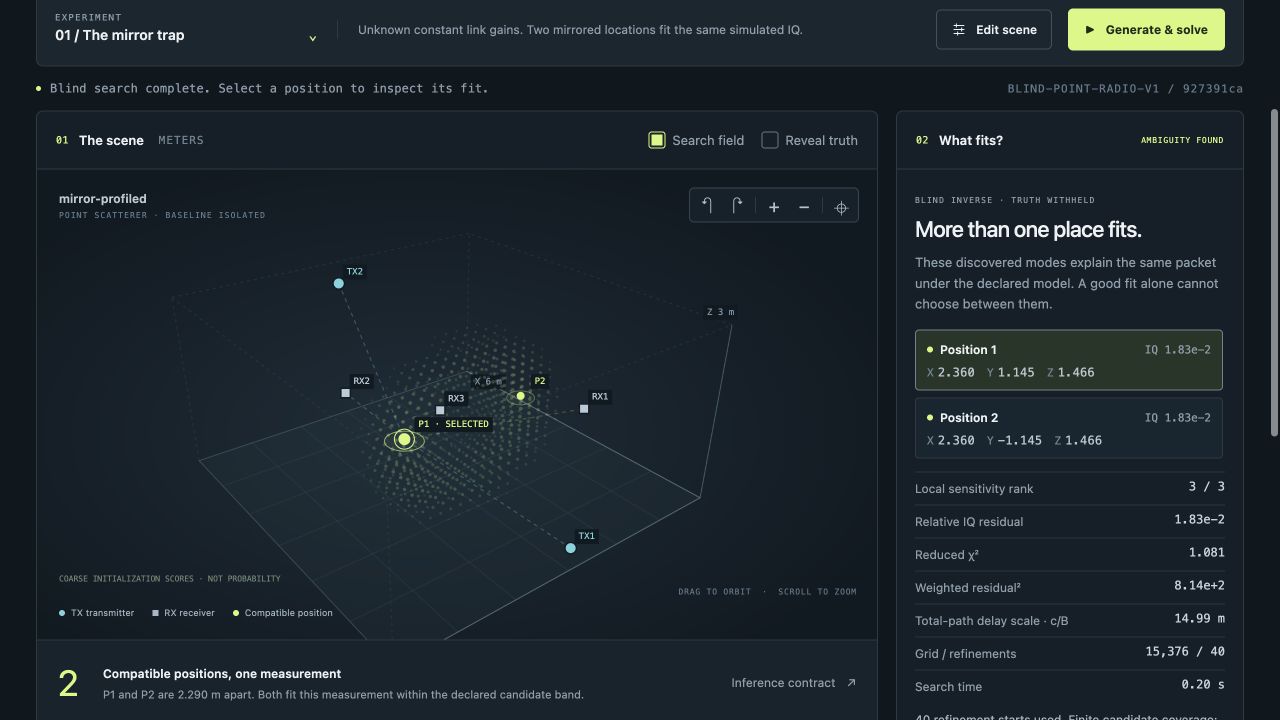 EXPERIMENT
01 / The mirror trap
Unknown constant link gains. Two mirrored locations fit the same simulated IQ.
Edit scene
Generate & solve
Blind search complete. Select a position to inspect its fit.
BLIND-POINT-RADIO-V1 / 927391ca
01 The scene METERS
Search field
Reveal truth
mirror-profiled
POINT SCATTERER · BASELINE ISOLATED
TX2
Z 3 m
RX2
X 6 m
P2
RX3
RX1
P1 · SELECTED
TX1
COARSE INITIALIZATION SCORES · NOT PROBABILITY
DRAG TO ORBIT · SCROLL TO ZOOM
TX transmitter
RX receiver
Compatible position
2
Compatible positions, one measurement
P1 and P2 are 2.290 m apart. Both fit this measurement within the declared candidate band.
Inference contract ↗
02 What fits?
AMBIGUITY FOUND
BLIND INVERSE · TRUTH WITHHELD
More than one place fits.
These discovered modes explain the same packet
under the declared model. A good fit alone cannot
choose between them.
Position 1 IQ 1.83e-2
X 2.360 Y 1.145 Z 1.466
Position 2 IQ 1.83e-2
X 2.360 Y -1.145 Z 1.466
Local sensitivity rank 3 / 3
Relative IQ residual 1.83e-2
Reduced χ² 1.081
Weighted residual² 8.14e+2
Total-path delay scale · c/B 14.99 m
Grid / refinements 15,376 / 40
Search time 0.20 s
40 refinement starts used. Finite candidate coverage;